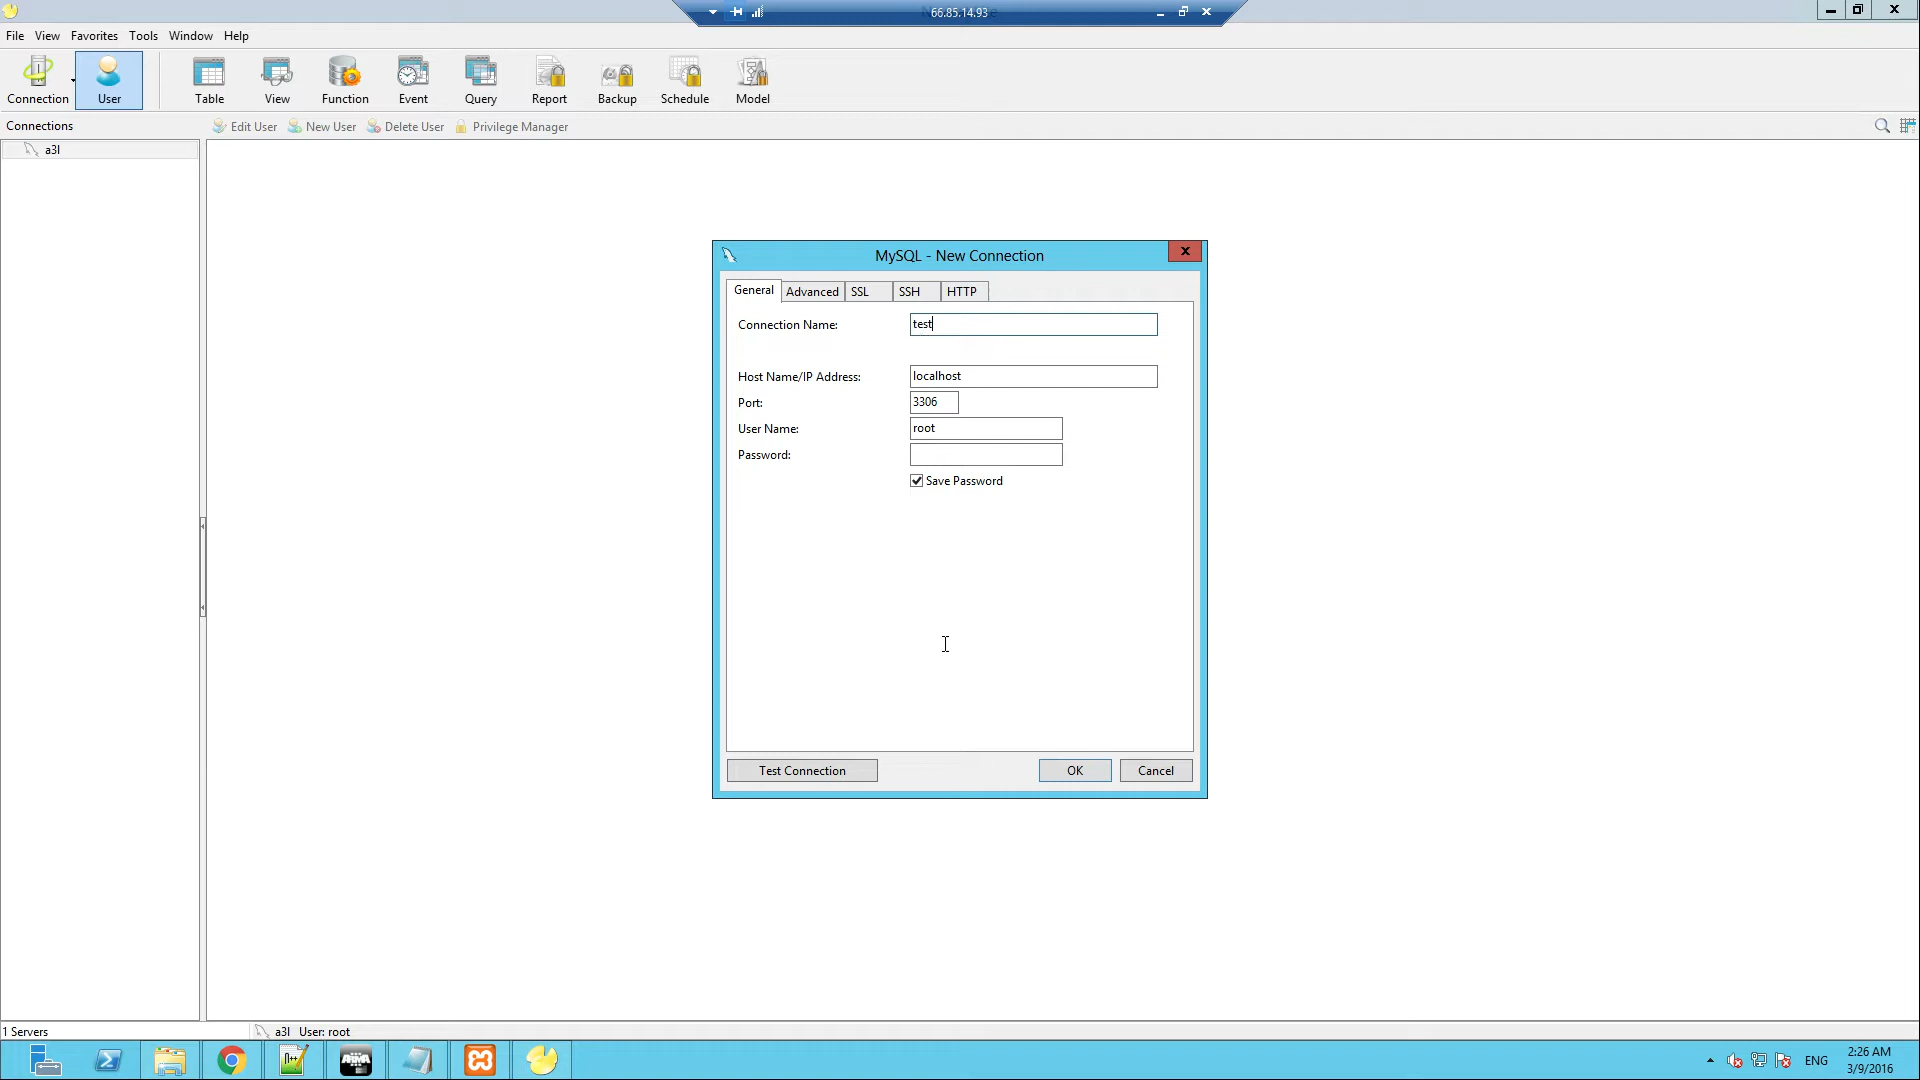 66.85.14.93
File View Favorites Tools Window Help
Connection User Table View Function Event Query Report Backup Schedule Model
Connections Edit User New User Delete User Privilege Manager
a3l
MySQL - New Connection
General Advanced SSL SSH HTTP
Connection Name: test
Host Name/IP Address: localhost
Port: 3306
User Name: root
Password:
Save Password
Test Connection OK Cancel
1 Servers a3l User: root
ARMA
ENG 2:26 AM
3/9/2016